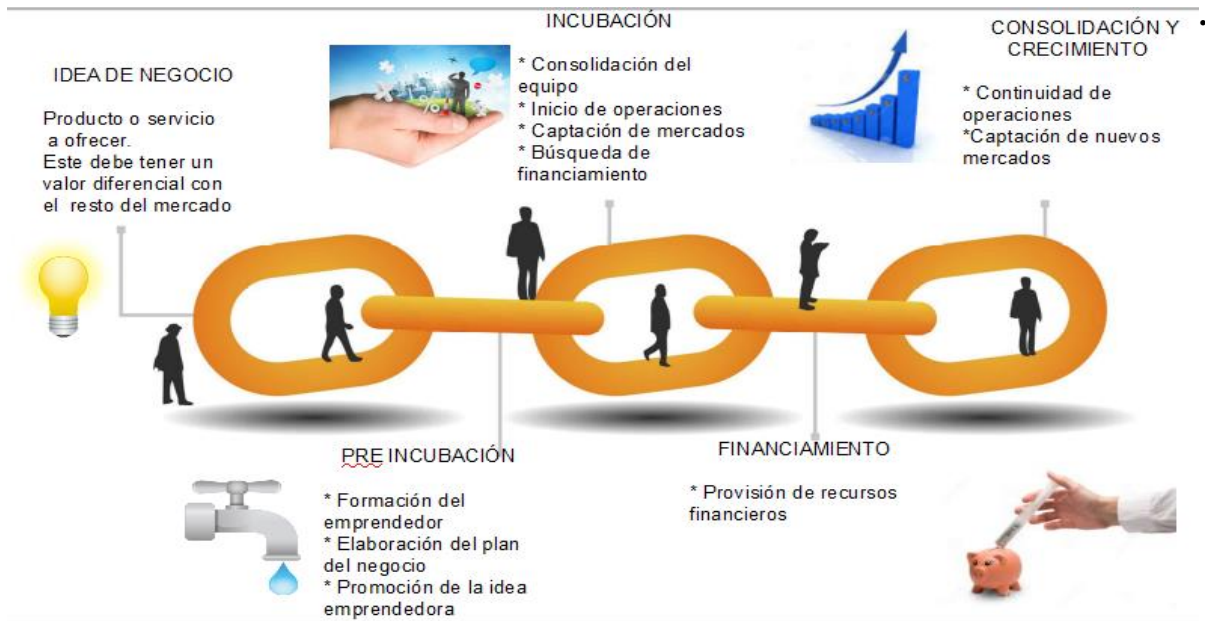 IDEA DE NEGOCIO
Producto o servicio
a ofrecer.
Este debe tener un
valor diferencial con
el resto del mercado
INCUBACIÓN
* Consolidación del
equipo
* Inicio de operaciones
* Captación de mercados
* Búsqueda de
financiamiento
CONSOLIDACIÓN Y
CRECIMIENTO
* Continuidad de
operaciones
*Captación de nuevos
mercados
PRE INCUBACIÓN
* Formación del
emprendedor
* Elaboración del plan
del negocio
* Promoción de la idea
emprendedora
FINANCIAMIENTO
* Provisión de recursos
financieros